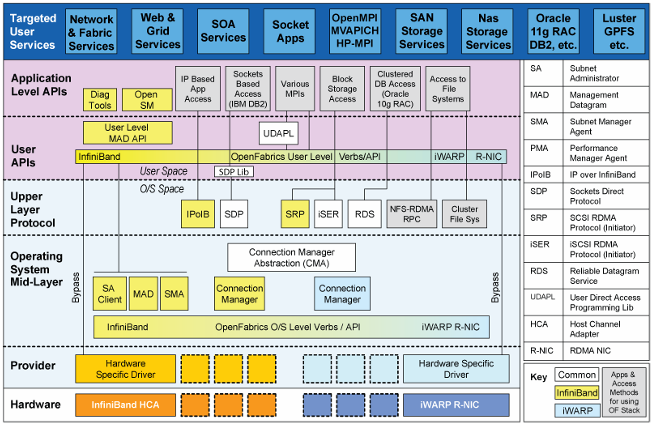 Targeted
User
Services
Network
& Fabric
Services
Web &
Grid
Services
SOA
Services
Socket
Apps
OpenMPI
MVAPICH
HP-MPI
SAN
Storage
Services
Nas
Storage
Services
Oracle
11g RAC
DB2, etc.
Luster
GPFS
etc.
Application
Level APIs
Diag
Tools
Open
SM
IP Based
App
Access
Sockets
Based
Access
(IBM DB2)
Various
MPIs
Block
Storage
Access
Clustered
DB Access
(Oracle
10g RAC)
Access to
File
Systems
User
APIs
User Level
MAD API
UDAPL
InfiniBand
OpenFabrics User Level Verbs/API
iWARP R-NIC
User Space
SDP Lib
O/S Space
Upper
Layer
Protocol
IPoIB
SDP
SRP
iSER
RDS
NFS-RDMA
RPC
Cluster
File Sys
Operating
System
Mid-Layer
Bypass
Connection Manager
Abstraction (CMA)
Bypass
SA
Client
MAD
SMA
Connection
Manager
Connection
Manager
InfiniBand
OpenFabrics O/S Level Verbs / API
iWARP R-NIC
Provider
Hardware
Specific Driver
Hardware Specific
Driver
Hardware
InfiniBand HCA
iWARP R-NIC
SA
Subnet
Administrator
MAD
Management
Datagram
SMA
Subnet Manager
Agent
PMA
Performance
Manager Agent
IPoIB
IP over InfiniBand
SDP
Sockets Direct
Protocol
SRP
SCSI RDMA
Protocol (Initiator)
iSER
iSCSI RDMA
Protocol (Initiator)
RDS
Reliable Datagram
Service
UDAPL
User Direct Access
Programming Lib
HCA
Host Channel
Adapter
R-NIC
RDMA NIC
Key
Common
InfiniBand
iWARP
Apps &
Access
Methods
for using
OF Stack